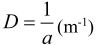 D = 1/a (m⁻¹)